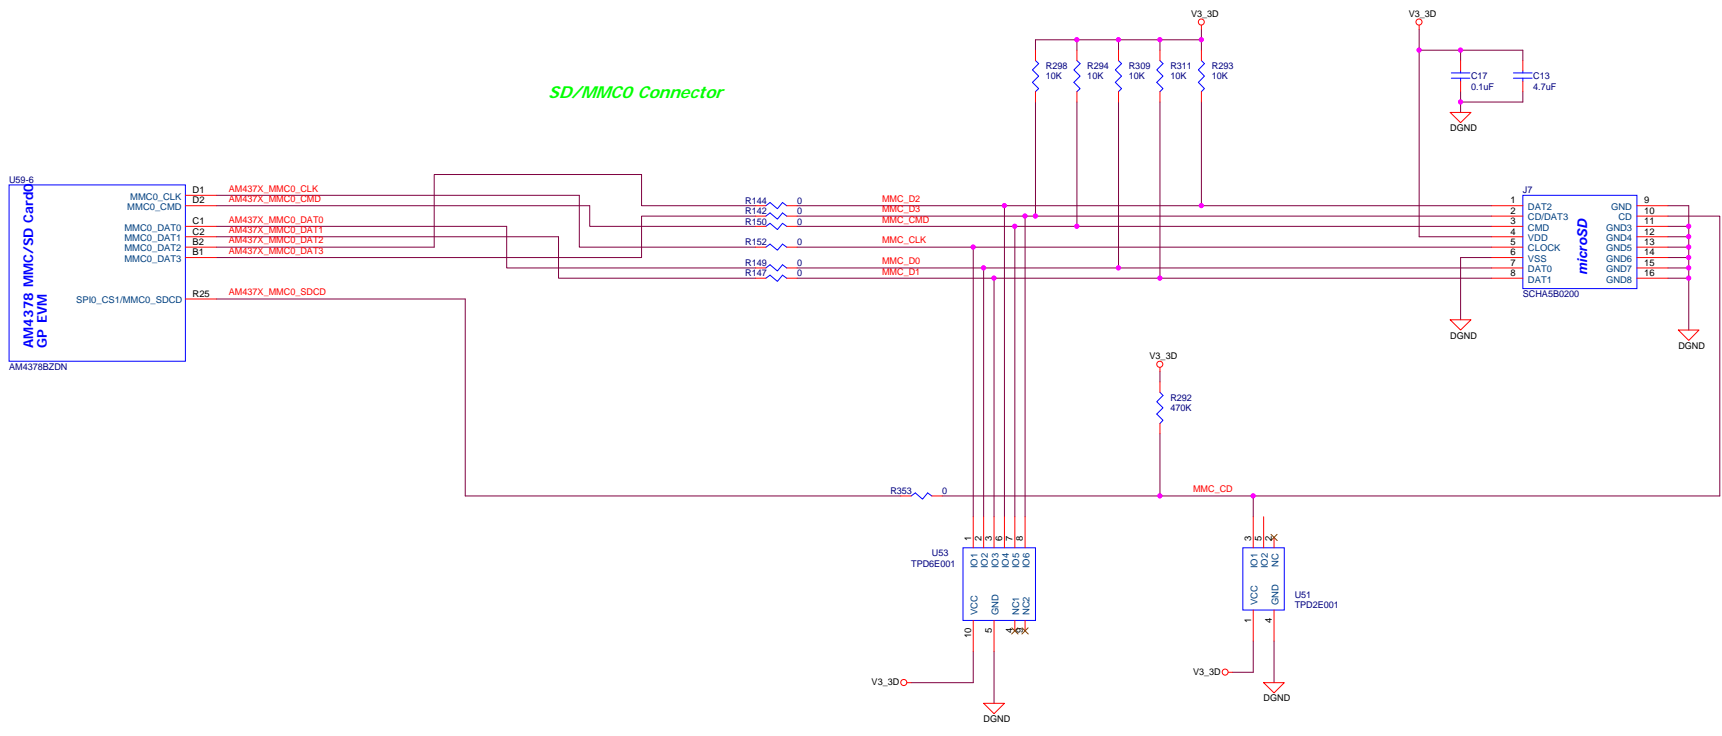 V3_3D
V3_3D
R298
10K
R294
10K
R309
10K
R311
10K
R293
10K
C17
0.1uF
C13
4.7uF
DGND
SD/MMC0 Connector
U59-6
AM4378 MMC/SD Card0
GP EVM
AM4378BZDN
MMC0_CLK
MMC0_CMD
MMC0_DAT0
MMC0_DAT1
MMC0_DAT2
MMC0_DAT3
SPI0_CS1/MMC0_SDCD
D1
D2
C1
C2
B2
B1
R25
AM437X_MMC0_CLK
AM437X_MMC0_CMD
AM437X_MMC0_DAT0
AM437X_MMC0_DAT1
AM437X_MMC0_DAT2
AM437X_MMC0_DAT3
AM437X_MMC0_SDCD
R144 0
R142 0
R150 0
R152 0
R149 0
R147 0
MMC_D2
MMC_D3
MMC_CMD
MMC_CLK
MMC_D0
MMC_D1
J7
1 DAT2
2 CD/DAT3
3 CMD
4 VDD
5 CLOCK
6 VSS
7 DAT0
8 DAT1
microSD
GND 9
CD 10
GND3 11
GND4 12
GND5 13
GND6 14
GND7 15
GND8 16
SCHA5B0200
DGND
DGND
V3_3D
R292
470K
R353 0
MMC_CD
U53
TPD6E001
1 IO1
2 IO2
3 IO3
6 IO4
7 IO5
8 IO6
VCC 10
GND 5
NC1 4
NC2 9
V3_3D
DGND
3 IO1
5 IO2
2 NC
VCC 1
GND 4
U51
TPD2E001
V3_3D
DGND